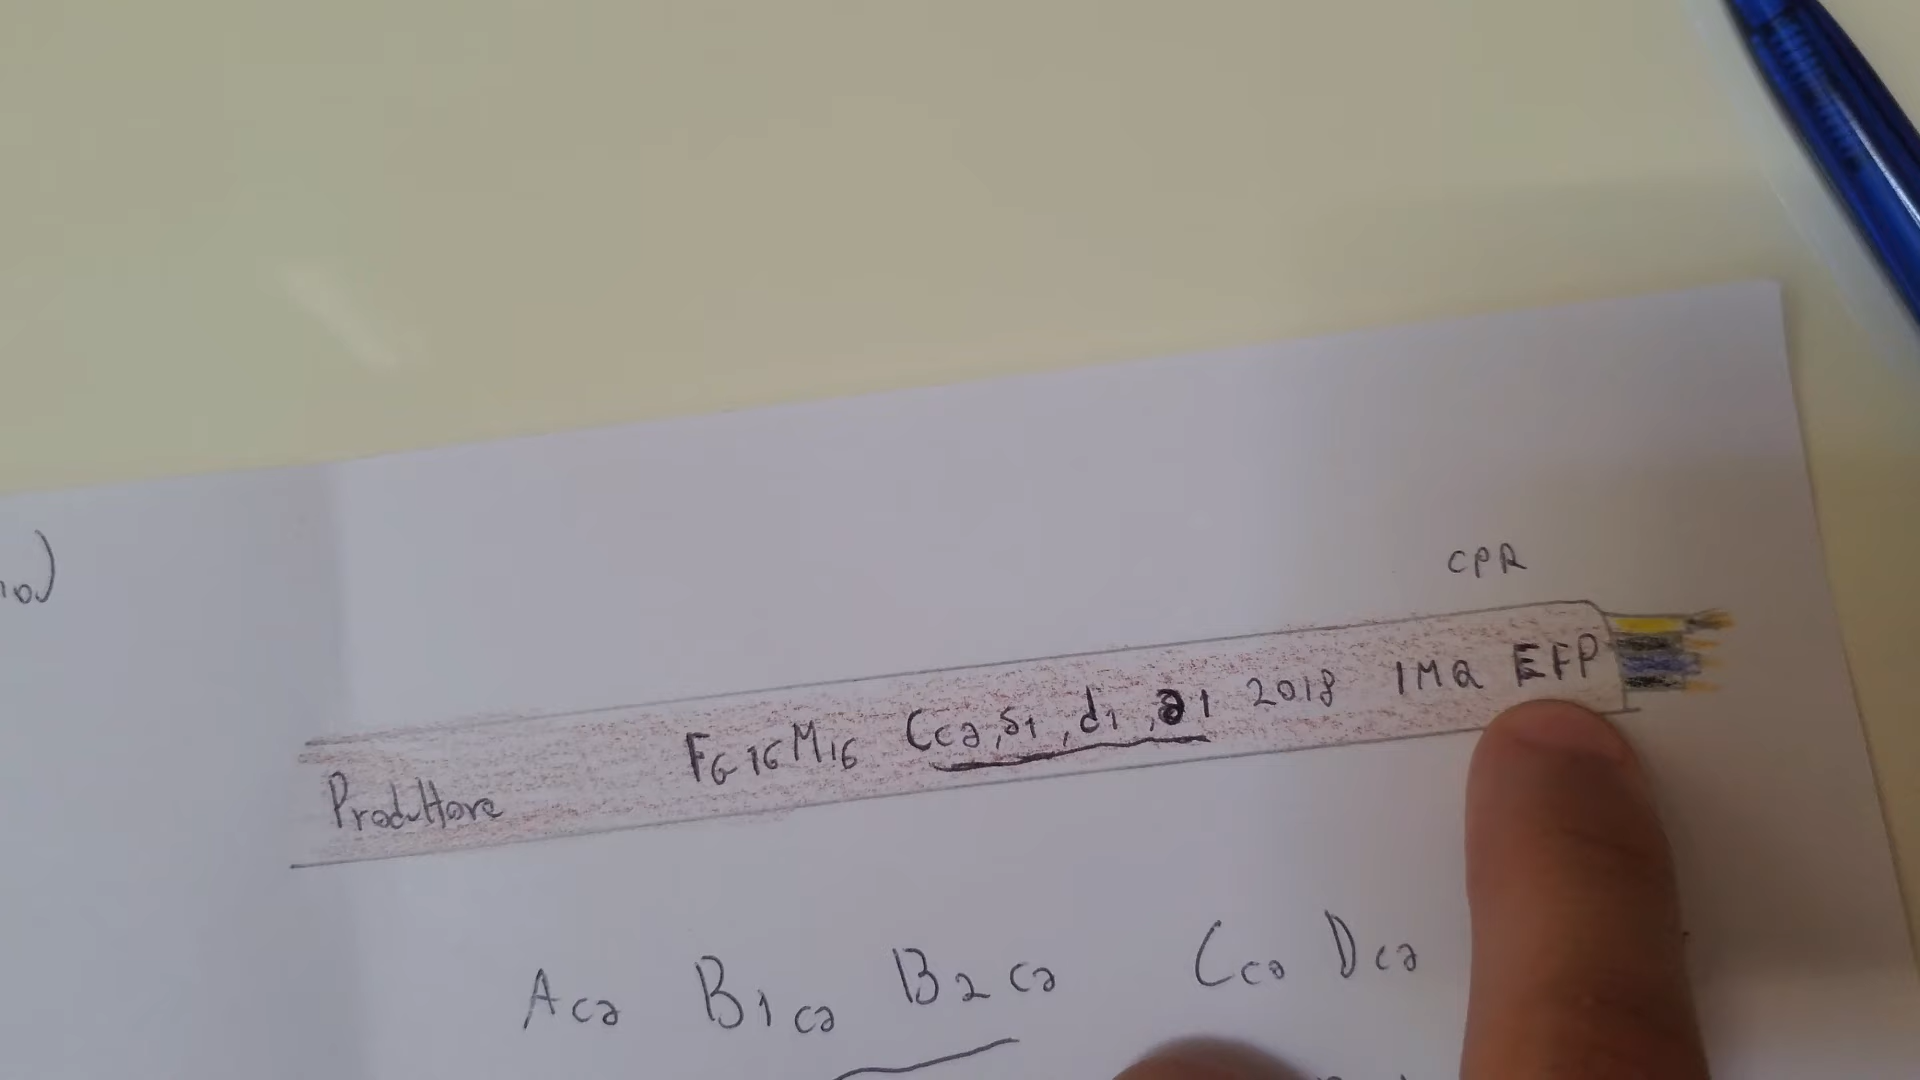 CPR
Produttore FG16M16 Cca,s1,d1,a1 2018 IMQ EFP
Aca B1ca B2ca Cca Dca